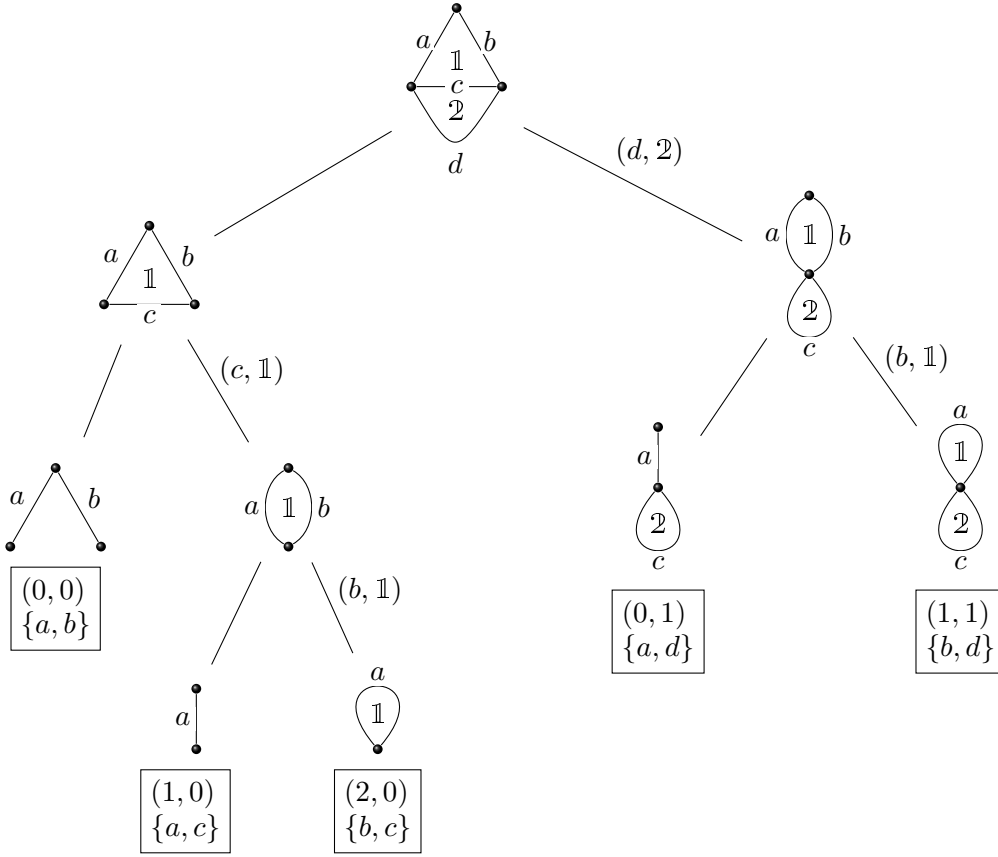 a b
𝟙
c
𝟚
d
(d, 𝟚)
a 𝟙 b
𝟚
c
a b
𝟙
c
(c, 𝟙)
(b, 𝟙)
a
𝟚
c
a
𝟙
𝟚
c
a b
a 𝟙 b
(0, 0)
{a, b}
(b, 𝟙)
(0, 1)
{a, d}
(1, 1)
{b, d}
a
a
𝟙
(1, 0)
{a, c}
(2, 0)
{b, c}